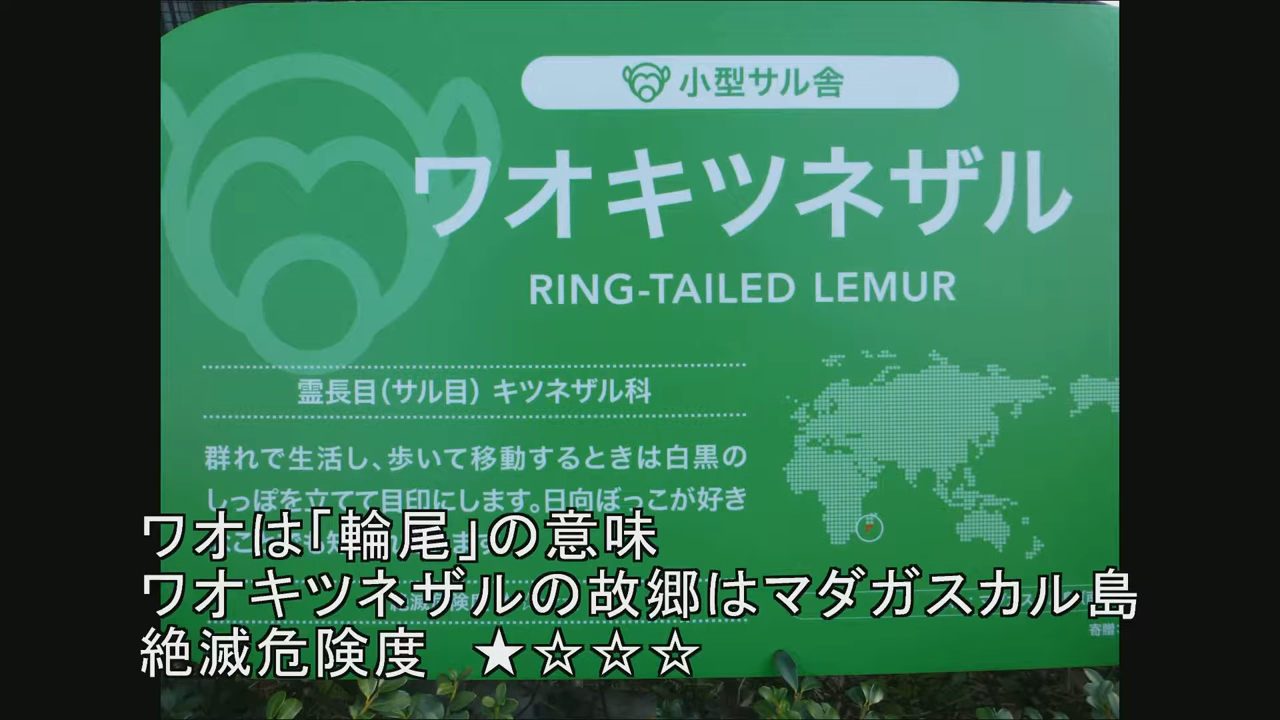 小型サル舎
ワオキツネザル
RING-TAILED LEMUR
霊長目(サル目) キツネザル科
群れで生活し、歩いて移動するときは白黒の
しっぽを立てて目印にします。日向ぼっこが好き
ワオは「輪尾」の意味
ワオキツネザルの故郷はマダガスカル島
絶滅危険度 ★☆☆☆
寄贈